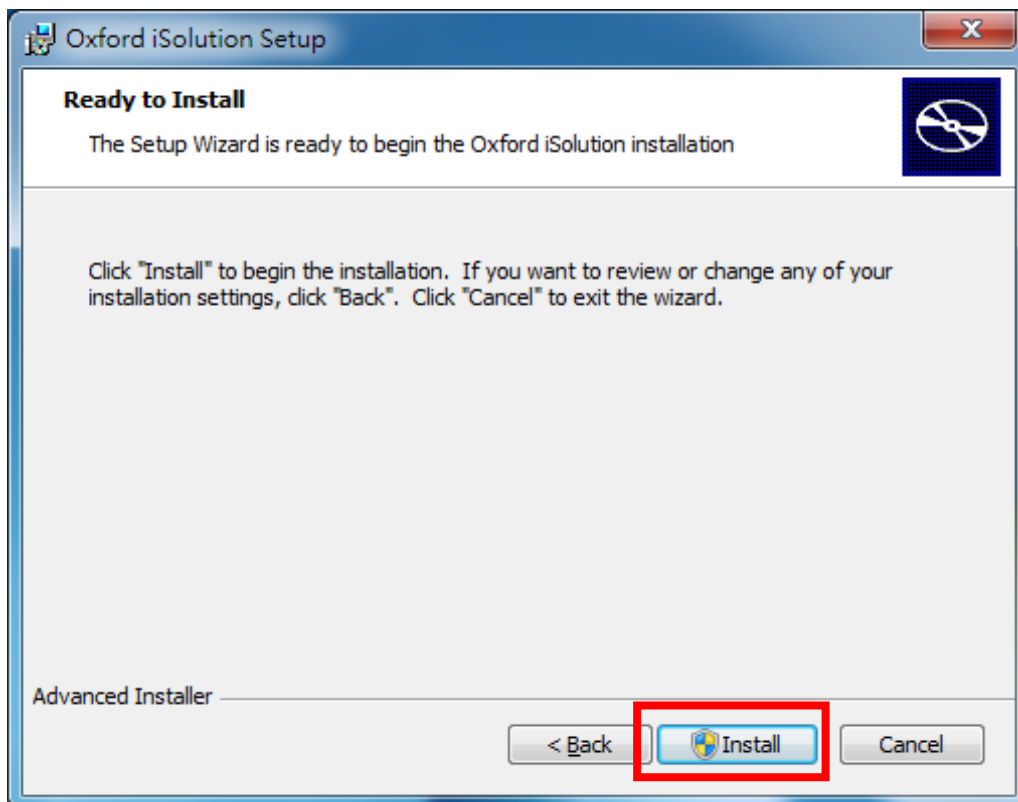 Oxford iSolution Setup
Ready to Install
The Setup Wizard is ready to begin the Oxford iSolution installation
Click "Install" to begin the installation.  If you want to review or change any of your
installation settings, click "Back".  Click "Cancel" to exit the wizard.
Advanced Installer
< Back
Install
Cancel